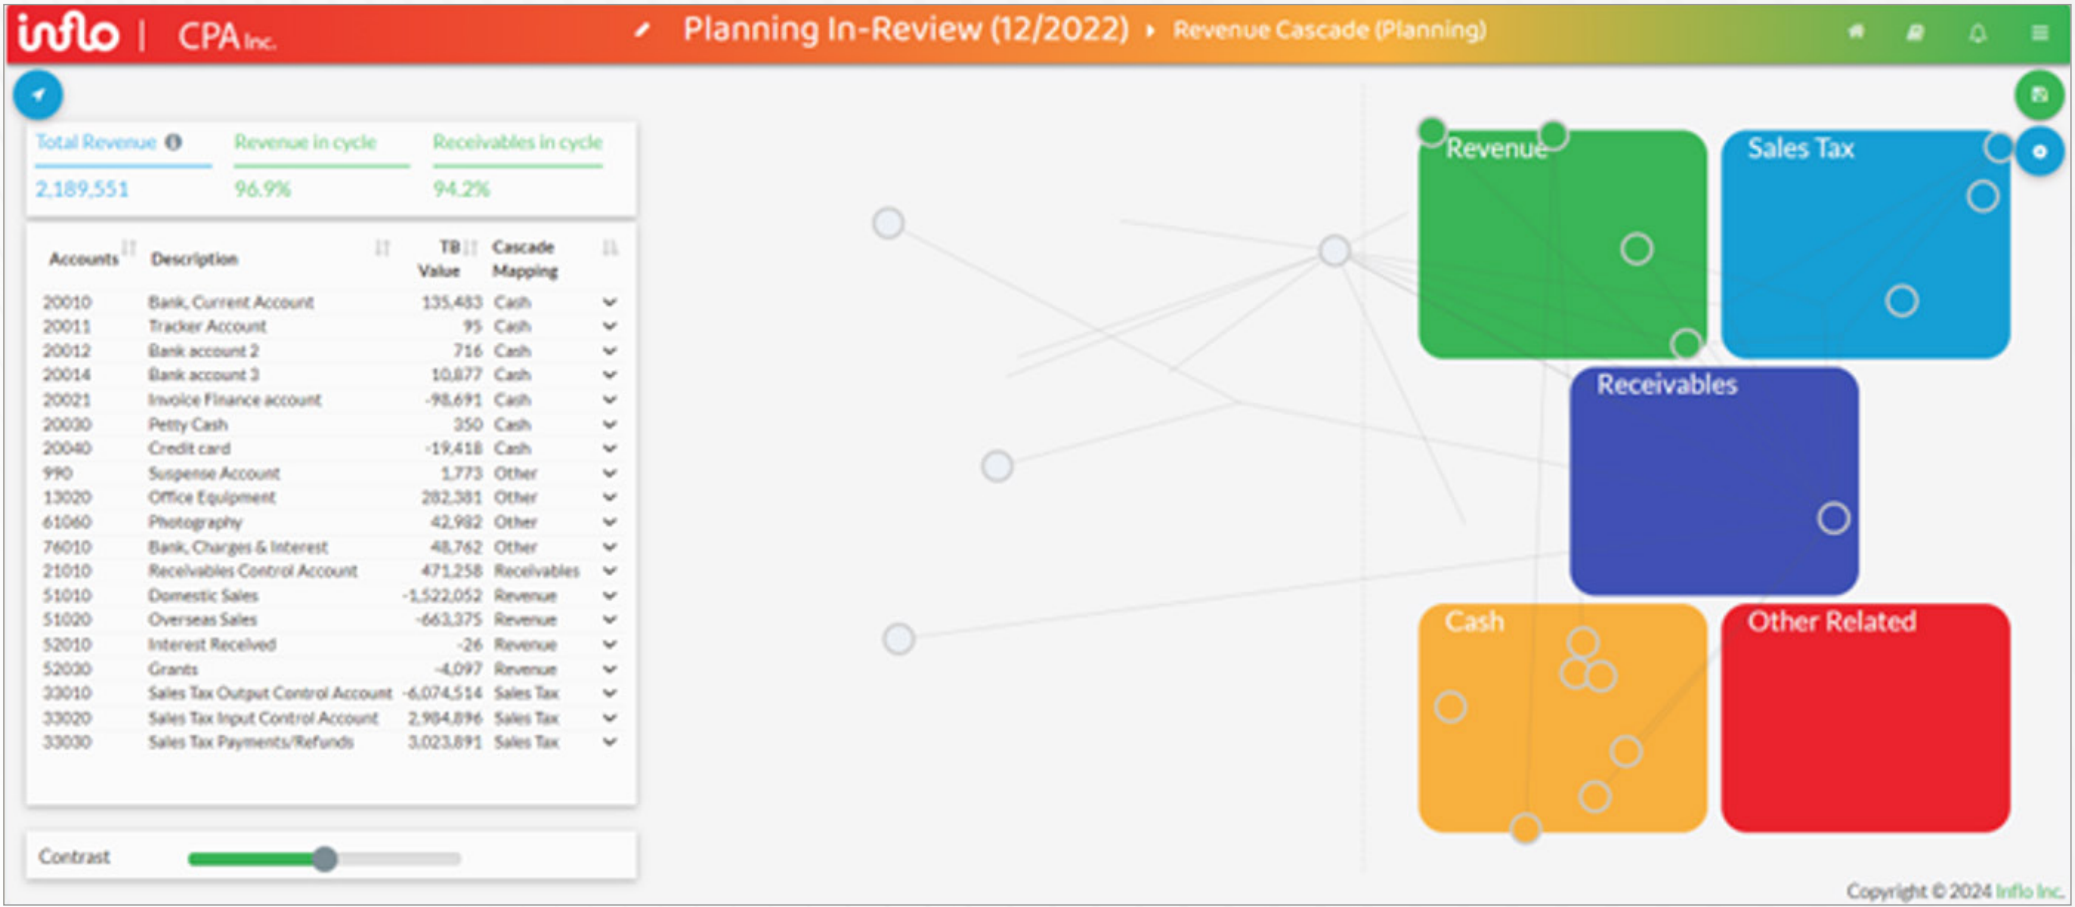 inflo | CPA Inc.
Planning In-Review (12/2022) ▸ Revenue Cascade (Planning)
Total Revenue Revenue in cycle Receivables in cycle
2,189,551 96.9% 94.2%
Accounts Description TB Value Cascade Mapping
20010 Bank, Current Account 135,483 Cash
20011 Tracker Account 95 Cash
20012 Bank account 2 716 Cash
20014 Bank account 3 10,877 Cash
20021 Invoice Finance account -98,691 Cash
20030 Petty Cash 350 Cash
20040 Credit card -19,418 Cash
990 Suspense Account 1,773 Other
13020 Office Equipment 282,381 Other
61060 Photography 42,982 Other
76010 Bank, Charges & Interest 48,762 Other
21010 Receivables Control Account 471,258 Receivables
51010 Domestic Sales -1,522,052 Revenue
51020 Overseas Sales -663,375 Revenue
52010 Interest Received -26 Revenue
52030 Grants -4,097 Revenue
33010 Sales Tax Output Control Account -6,074,514 Sales Tax
33020 Sales Tax Input Control Account 2,984,896 Sales Tax
33030 Sales Tax Payments/Refunds 3,023,891 Sales Tax
Contrast
Revenue
Sales Tax
Receivables
Cash
Other Related
Copyright © 2024 Inflo Inc.